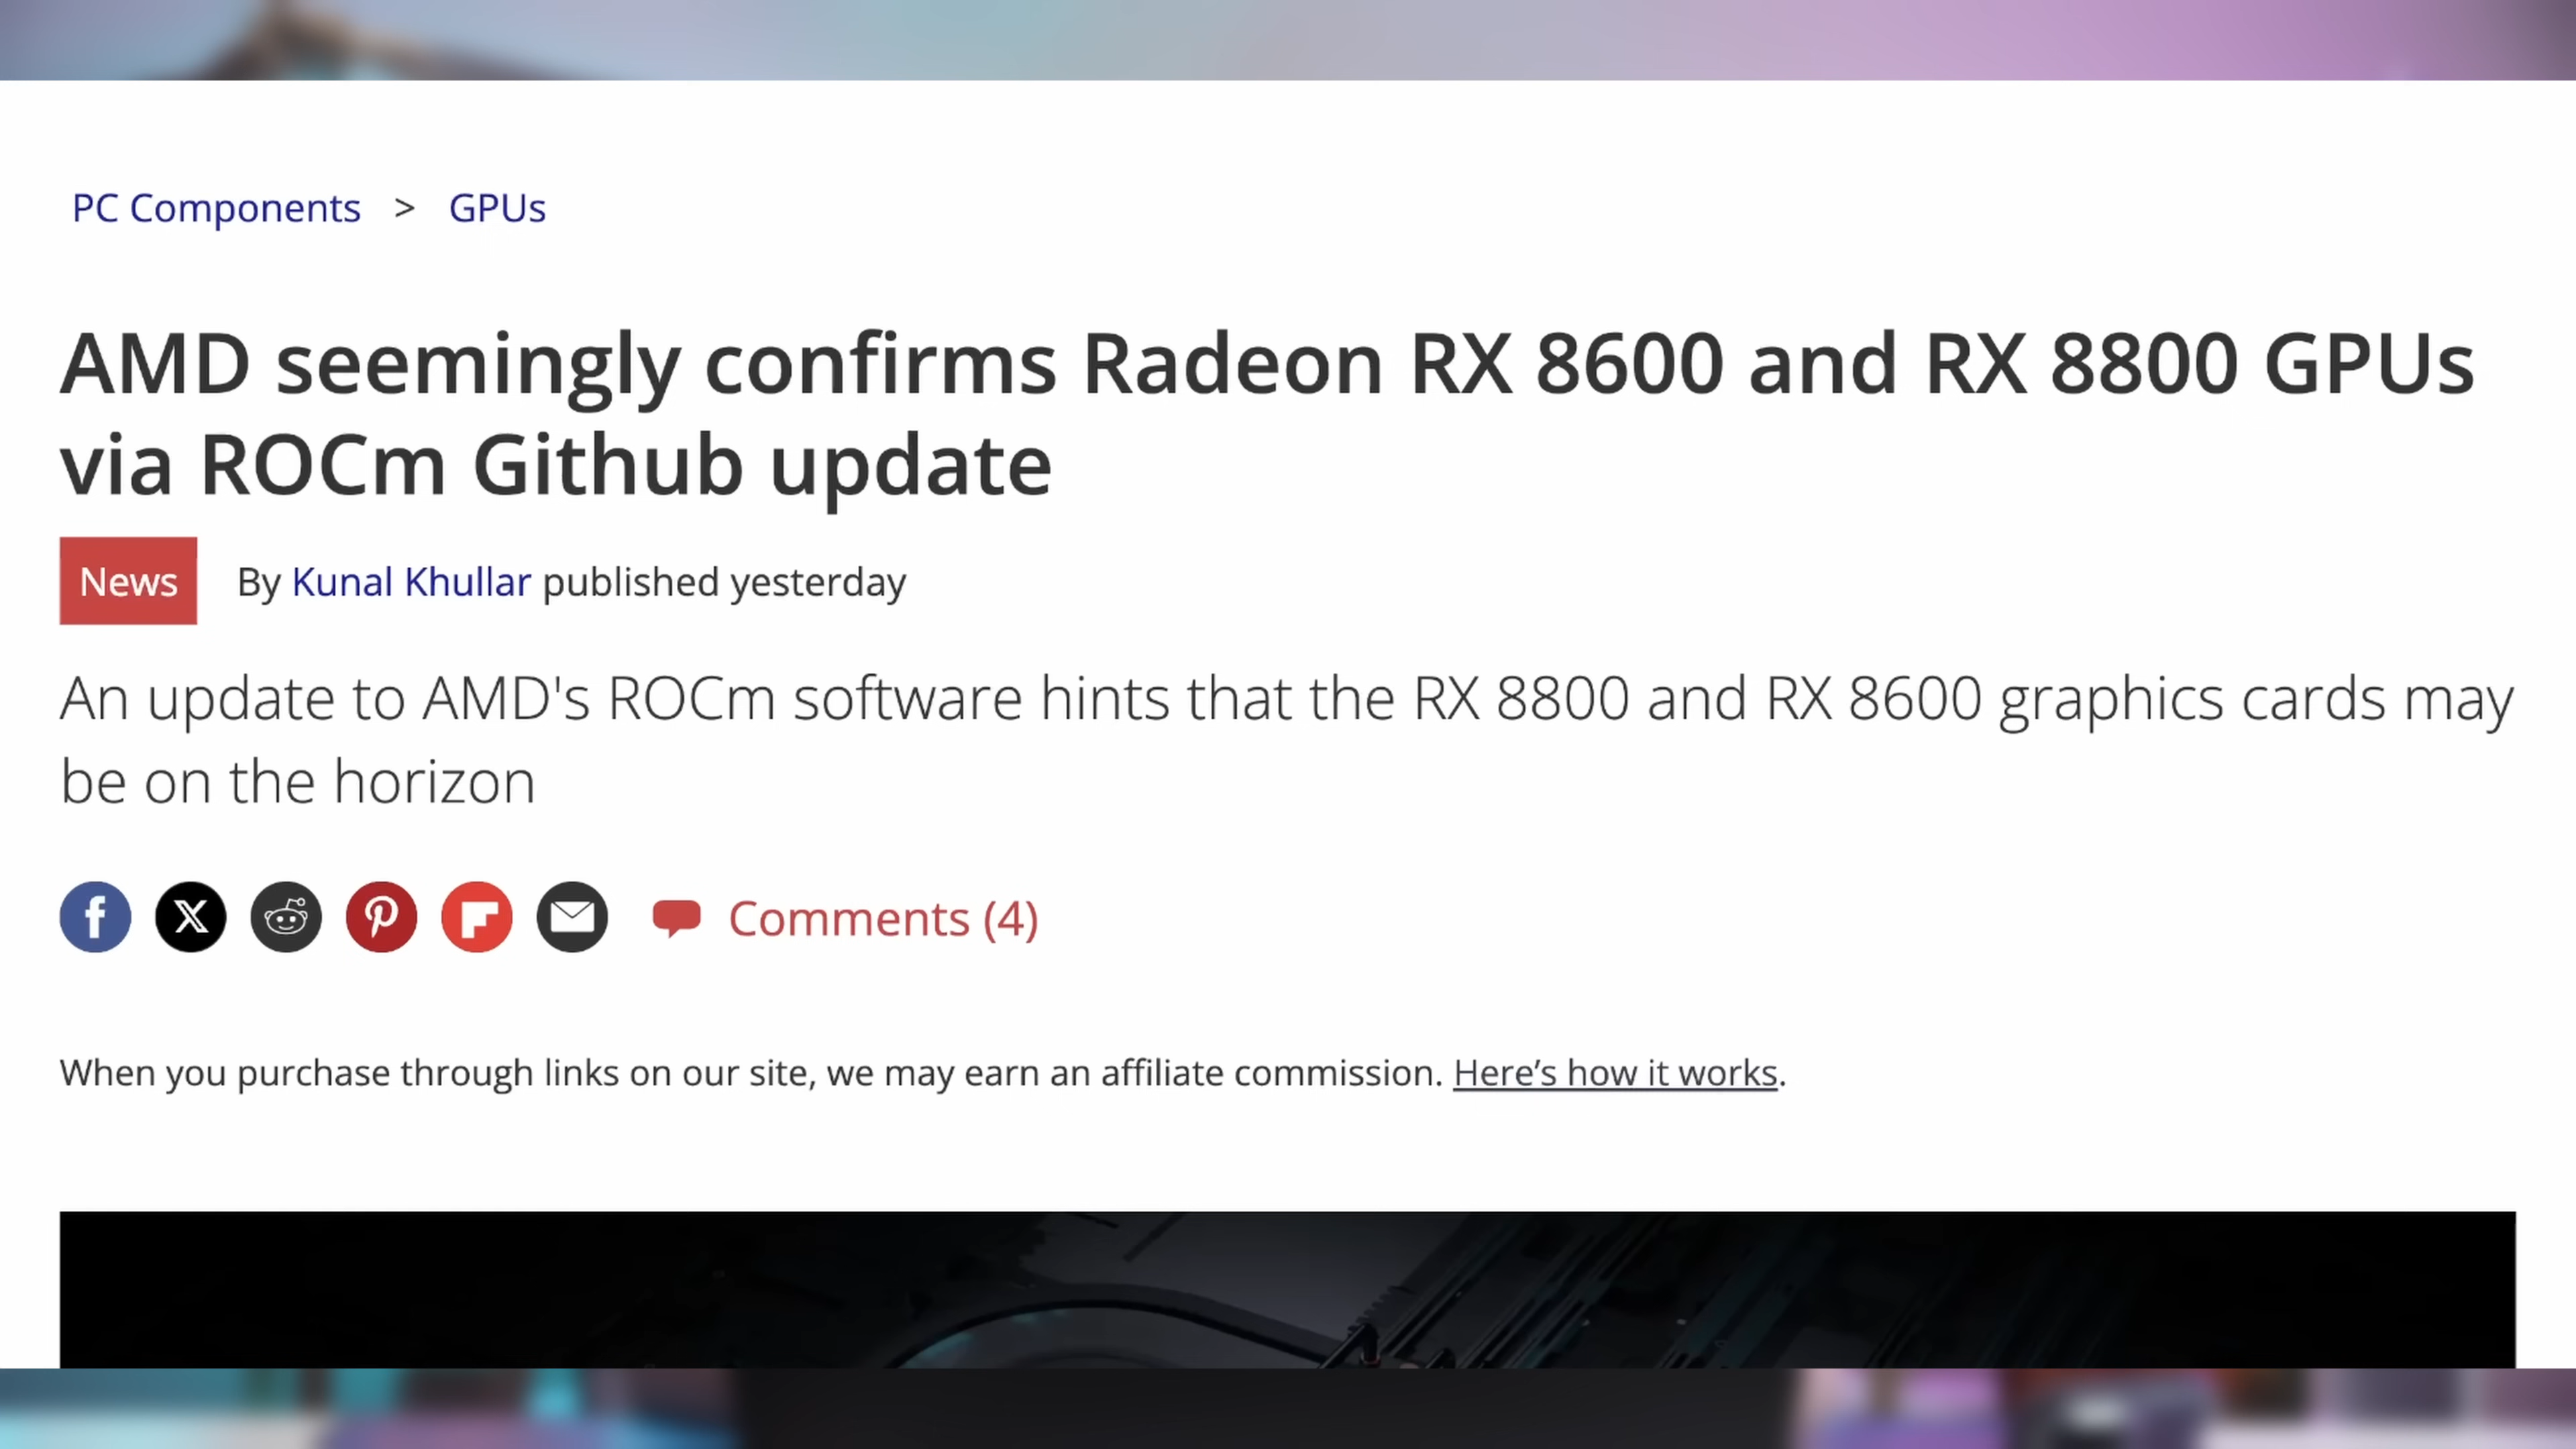 PC Components > GPUs
AMD seemingly confirms Radeon RX 8600 and RX 8800 GPUs
via ROCm Github update
News By Kunal Khullar published yesterday
An update to AMD's ROCm software hints that the RX 8800 and RX 8600 graphics cards may
be on the horizon
Comments (4)
When you purchase through links on our site, we may earn an affiliate commission. Here’s how it works.